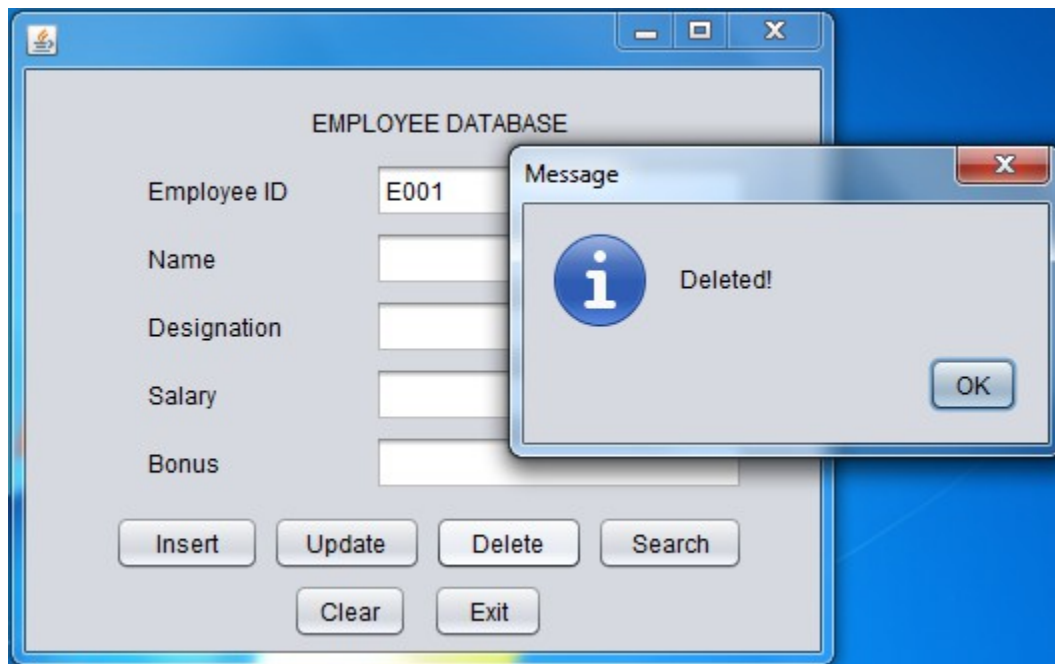 EMPLOYEE DATABASE
Employee ID E001
Name
Designation
Salary
Bonus
Insert Update Delete Search
Clear Exit
Message
Deleted!
OK